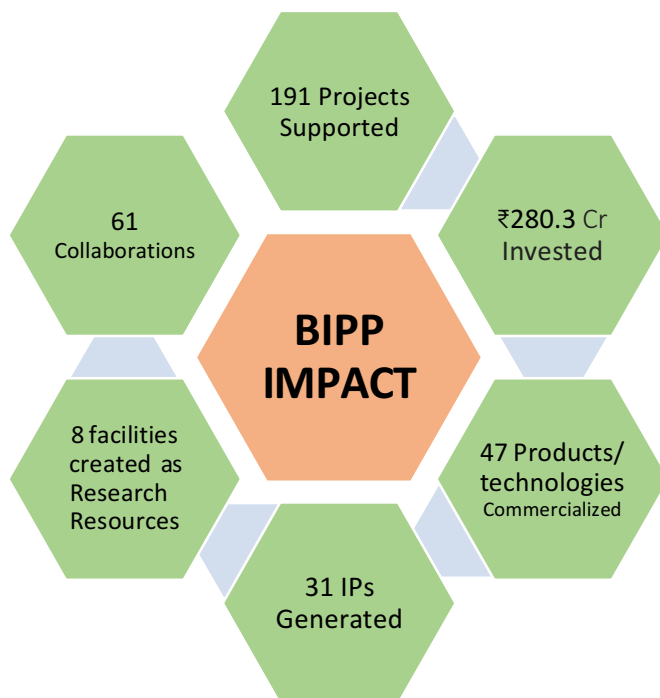 191 Projects
Supported
₹280.3 Cr
Invested
47 Products/
technologies
Commercialized
31 IPs
Generated
8 facilities
created as
Research
Resources
61
Collaborations
BIPP
IMPACT